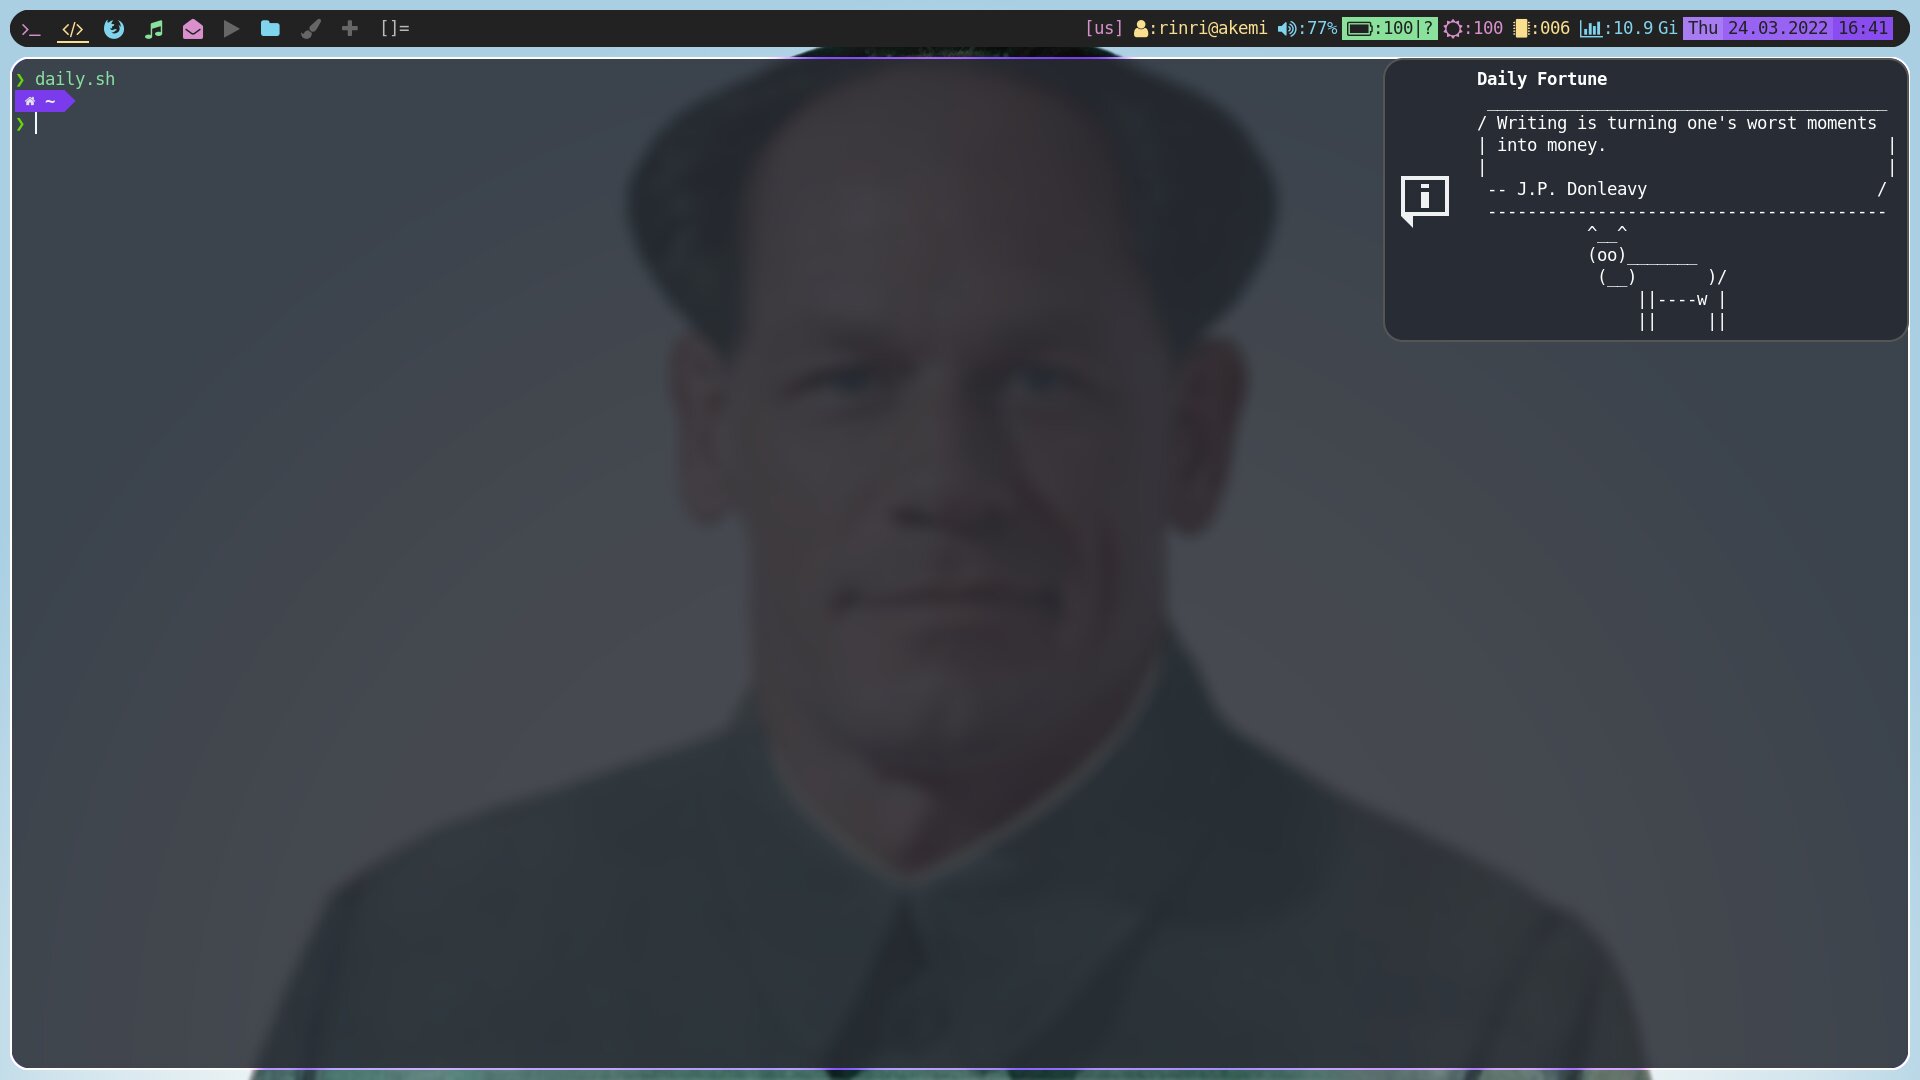 []= [us] :rinri@akemi :77% :100|? :100 :006 :10.9 Gi Thu 24.03.2022 16:41
❯ daily.sh
~
❯
Daily Fortune
 ________________________________________
/ Writing is turning one's worst moments
| into money.                            |
|                                        |
 -- J.P. Donleavy                       /
 ----------------------------------------
           ^__^
           (oo)_______
            (__)       )/
                ||----w |
                ||     ||